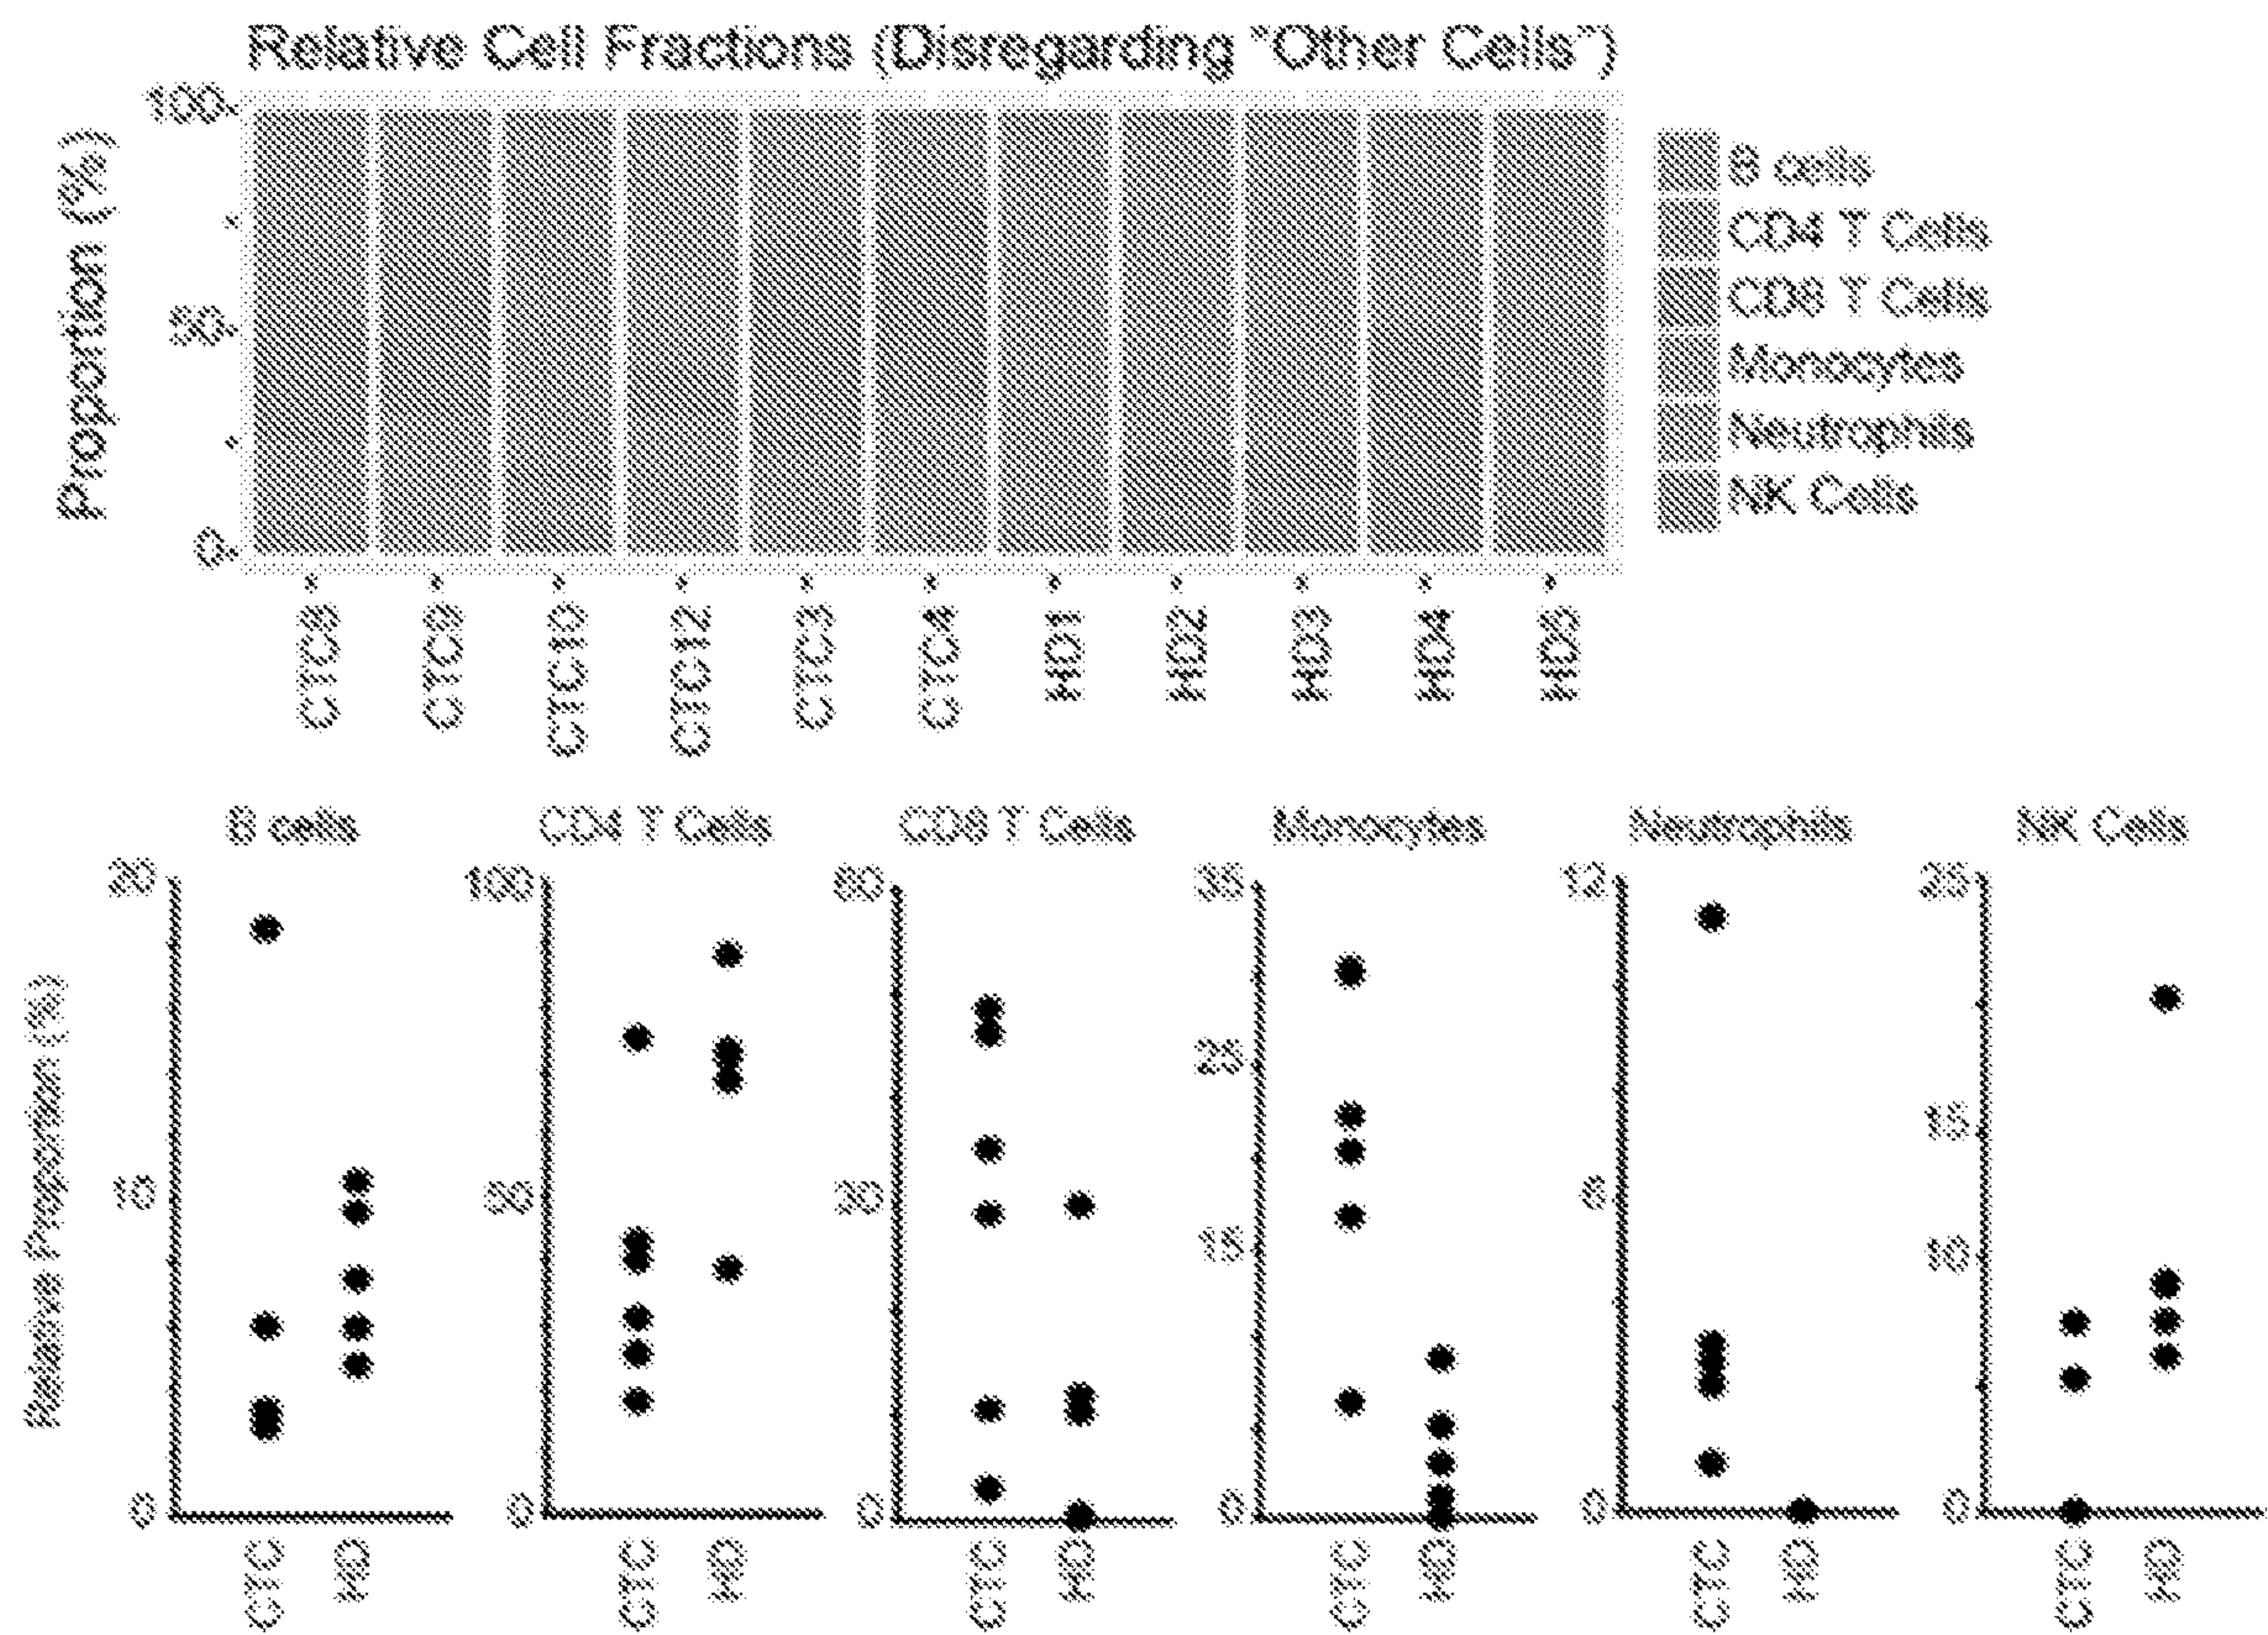 Relative Cell Fractions (Disregarding "Other Cells")
Proportion (%)
100
50
0
CTC8
CTC9
CTC10
CTC12
CTC3
CTC4
HD1
HD2
HD3
HD4
HD5
B cells
CD4 T Cells
CD8 T Cells
Monocytes
Neutrophils
NK Cells
Relative Proportion (%)
B cells
20
10
0
CTC
HD
CD4 T Cells
100
50
0
CTC
HD
CD8 T Cells
60
30
0
CTC
HD
Monocytes
35
25
15
0
CTC
HD
Neutrophils
12
6
0
CTC
HD
NK Cells
25
15
10
0
CTC
HD